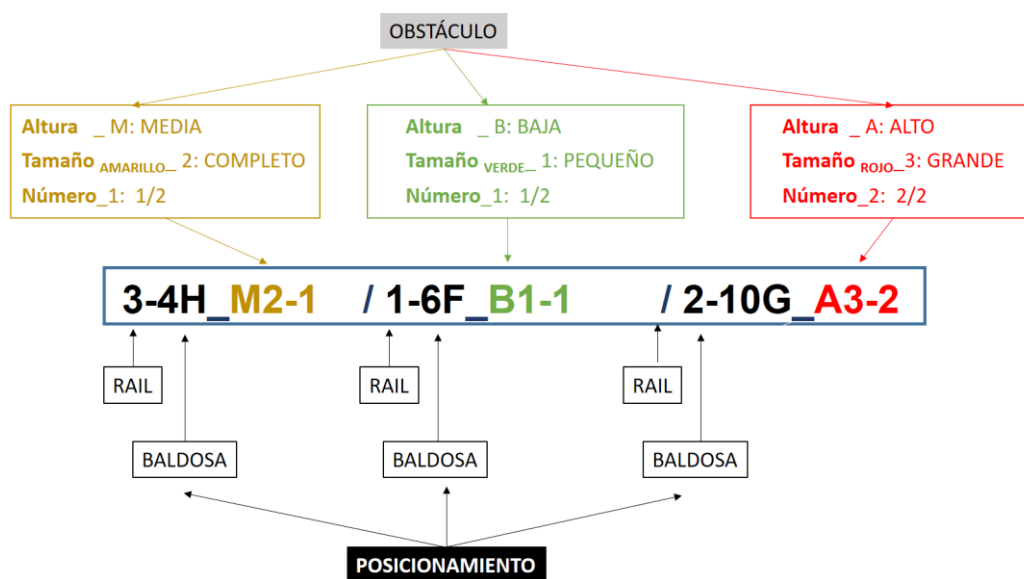 OBSTÁCULO
Altura _ M: MEDIA
Tamaño AMARILLO_ 2: COMPLETO
Número_1: 1/2
Altura _ B: BAJA
Tamaño VERDE_ 1: PEQUEÑO
Número_1: 1/2
Altura _ A: ALTO
Tamaño ROJO_3: GRANDE
Número_2: 2/2
3-4H_M2-1 / 1-6F_B1-1 / 2-10G_A3-2
RAIL
RAIL
RAIL
BALDOSA
BALDOSA
BALDOSA
POSICIONAMIENTO